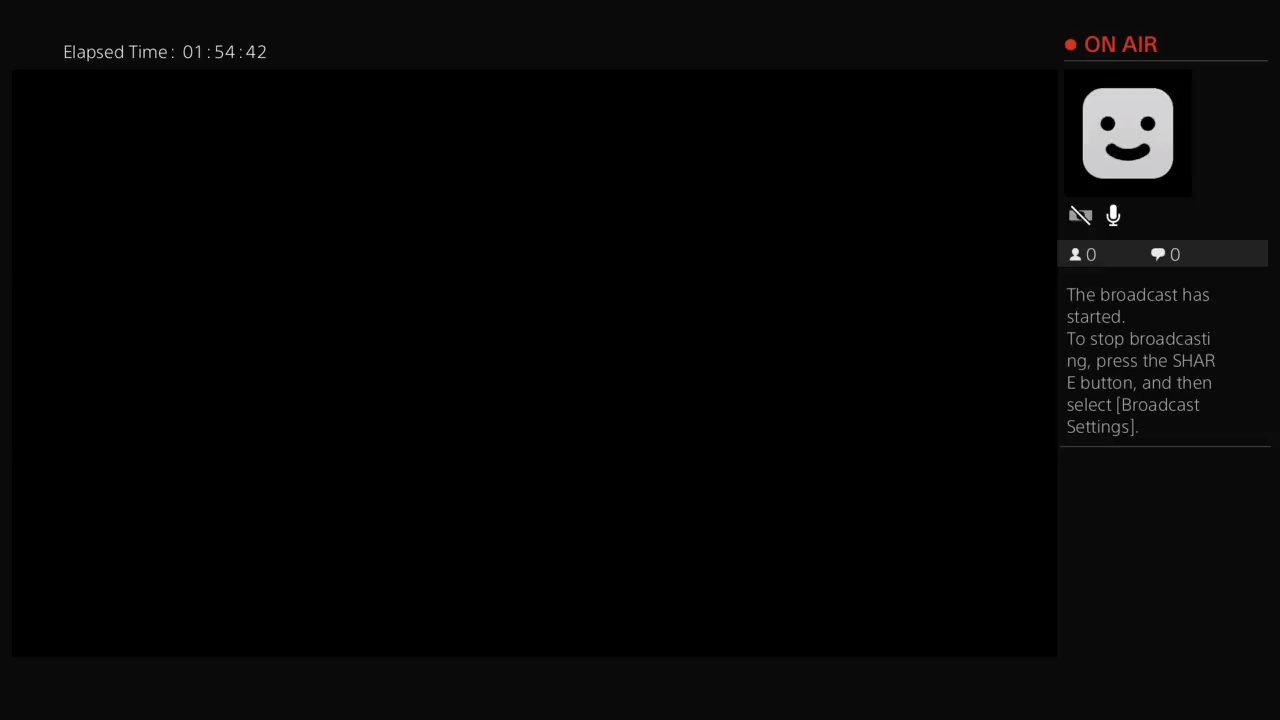 Elapsed Time: 01:54:42
ON AIR
0
0
The broadcast has
started.
To stop broadcasti
ng, press the SHAR
E button, and then
select [Broadcast
Settings].